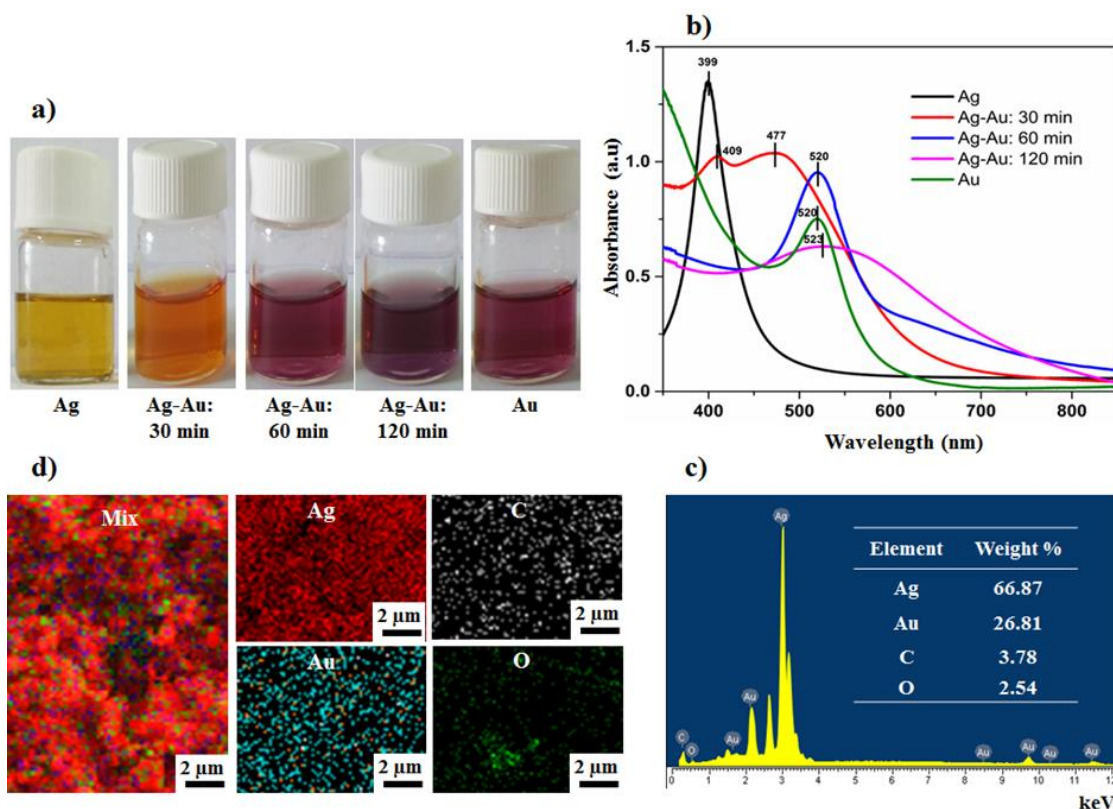 a)
Ag
Ag-Au:
30 min
Ag-Au:
60 min
Ag-Au:
120 min
Au
b)
1.5
1.0
0.5
0.0
Absorbance (a.u)
399
409
477
520
520
523
Ag
Ag-Au: 30 min
Ag-Au: 60 min
Ag-Au: 120 min
Au
400 500 600 700 800
Wavelength (nm)
d)
Mix
2 µm
Ag
2 µm
C
2 µm
Au
2 µm
O
2 µm
c)
Element Weight %
Ag 66.87
Au 26.81
C 3.78
O 2.54
Ag
Au
C
O
Au
Au
Au
Au
Au
0 1 2 3 4 5 6 7 8 9 10 11 12
keV